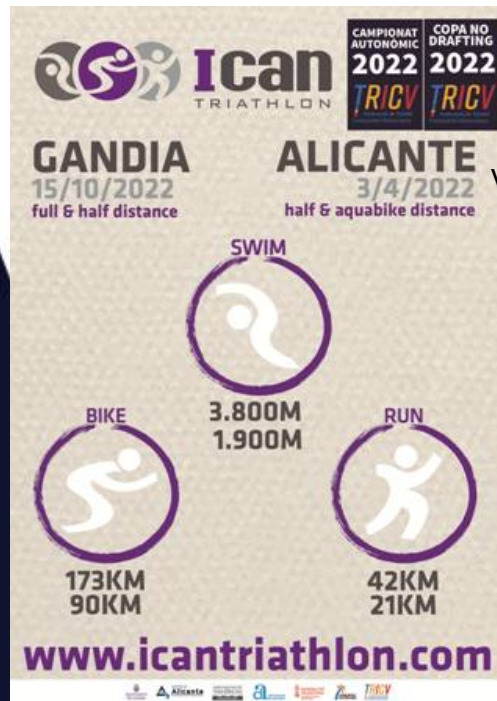 Ican
TRIATHLON
CAMPIONAT
AUTONÒMIC
2022
TRICV
COPA NO
DRAFTING
2022
TRICV
GANDIA
15/10/2022
full & half distance
ALICANTE
3/4/2022
half & aquabike distance
SWIM
3.800M
1.900M
BIKE
173KM
90KM
RUN
42KM
21KM
www.icantriathlon.com
Alicante
TRICV